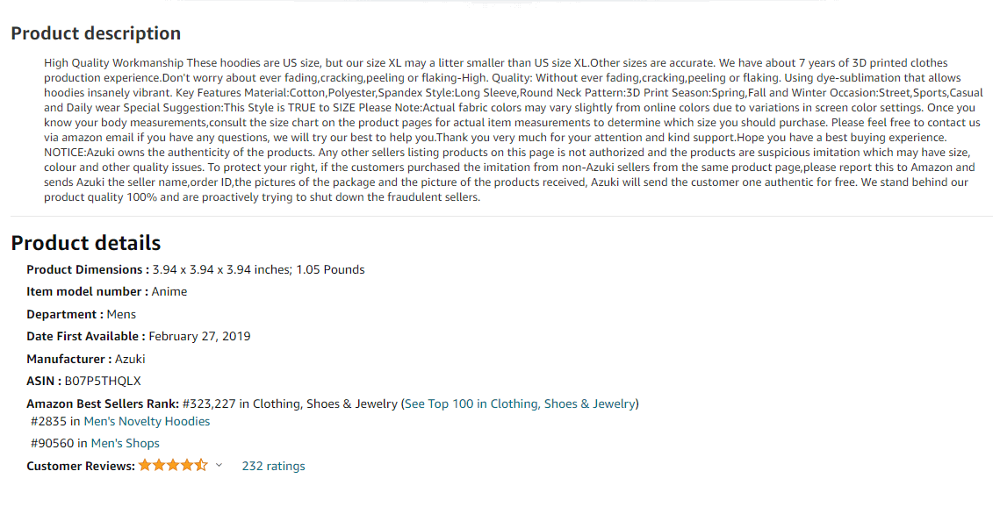 Product description
High Quality Workmanship These hoodies are US size, but our size XL may a litter smaller than US size XL.Other sizes are accurate. We have about 7 years of 3D printed clothes
production experience.Don't worry about ever fading,cracking,peeling or flaking-High. Quality: Without ever fading,cracking,peeling or flaking. Using dye-sublimation that allows
hoodies insanely vibrant. Key Features Material:Cotton,Polyester,Spandex Style:Long Sleeve,Round Neck Pattern:3D Print Season:Spring,Fall and Winter Occasion:Street,Sports,Casual
and Daily wear Special Suggestion:This Style is TRUE to SIZE Please Note:Actual fabric colors may vary slightly from online colors due to variations in screen color settings. Once you
know your body measurements,consult the size chart on the product pages for actual item measurements to determine which size you should purchase. Please feel free to contact us
via amazon email if you have any questions, we will try our best to help you.Thank you very much for your attention and kind support.Hope you have a best buying experience.
NOTICE:Azuki owns the authenticity of the products. Any other sellers listing products on this page is not authorized and the products are suspicious imitation which may have size,
colour and other quality issues. To protect your right, if the customers purchased the imitation from non-Azuki sellers from the same product page,please report this to Amazon and
sends Azuki the seller name,order ID,the pictures of the package and the picture of the products received, Azuki will send the customer one authentic for free. We stand behind our
product quality 100% and are proactively trying to shut down the fraudulent sellers.
Product details
Product Dimensions : 3.94 x 3.94 x 3.94 inches; 1.05 Pounds
Item model number : Anime
Department : Mens
Date First Available : February 27, 2019
Manufacturer : Azuki
ASIN : B07P5THQLX
Amazon Best Sellers Rank: #323,227 in Clothing, Shoes & Jewelry (See Top 100 in Clothing, Shoes & Jewelry)
#2835 in Men's Novelty Hoodies
#90560 in Men's Shops
Customer Reviews: 232 ratings